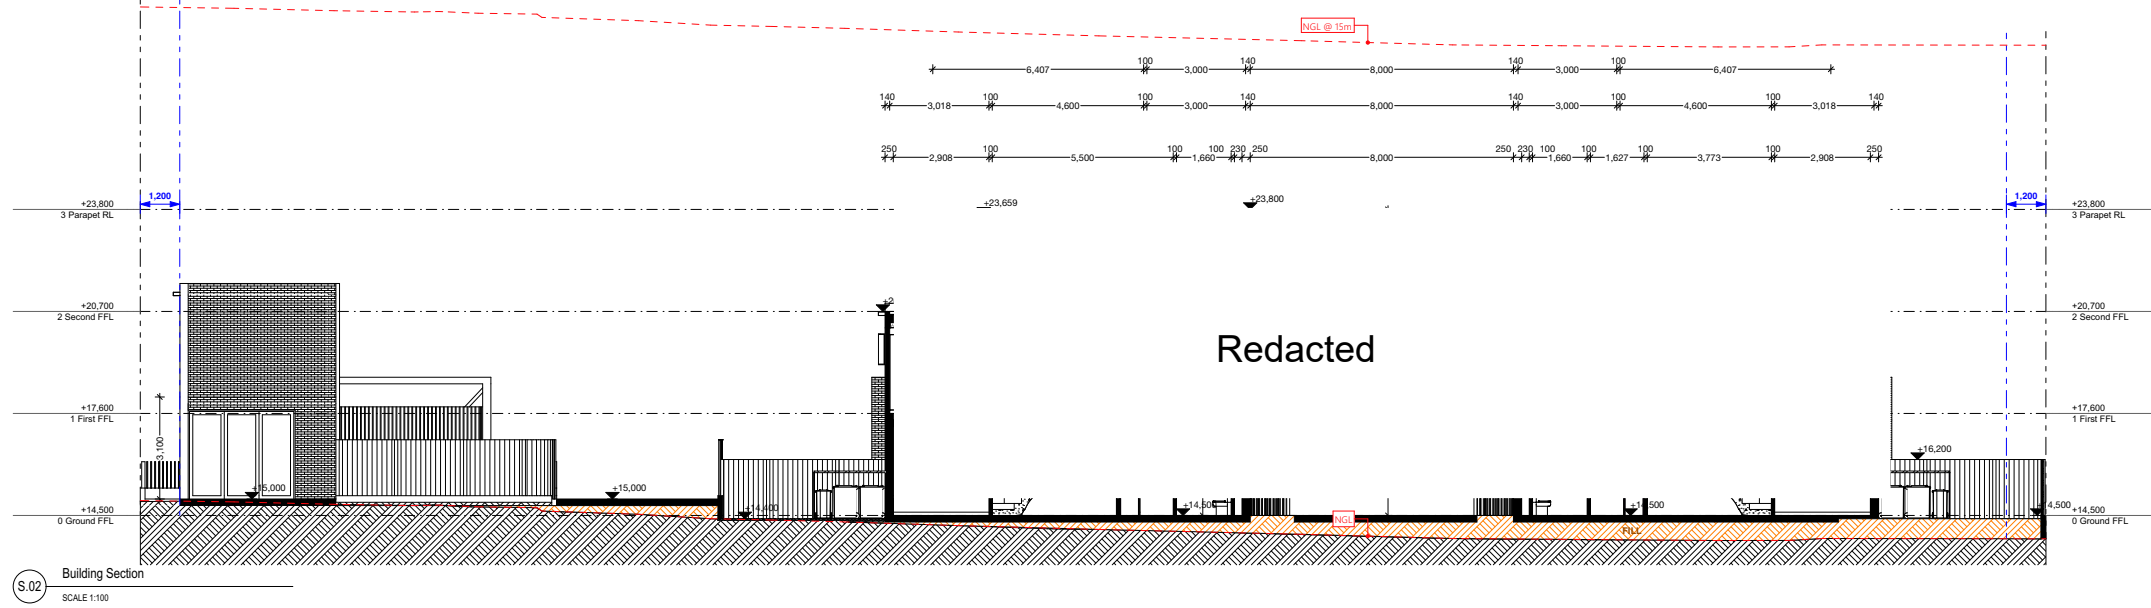 NGL @ 15m
6,407 100 3,000 140 8,000 140 3,000 100 6,407
140 3,018 100 4,600 100 3,000 140 8,000 140 3,000 100 4,600 100 3,018 140
250 2,908 100 5,500 100 1,660 100 230 250 8,000 250 230 100 1,660 100 1,627 100 3,773 100 2,908 250
1,200
1,200
+23,800
3 Parapet RL
+23,659
+23,800
+23,800
3 Parapet RL
+20,700
2 Second FFL
+20,700
2 Second FFL
Redacted
+17,600
1 First FFL
+17,600
1 First FFL
3,100
+16,200
+15,000
+15,000
+14,400
+14,500
+14,500
14,500
+14,500
0 Ground FFL
NGL
FILL
+14,500
0 Ground FFL
S.02
Building Section
SCALE 1:100